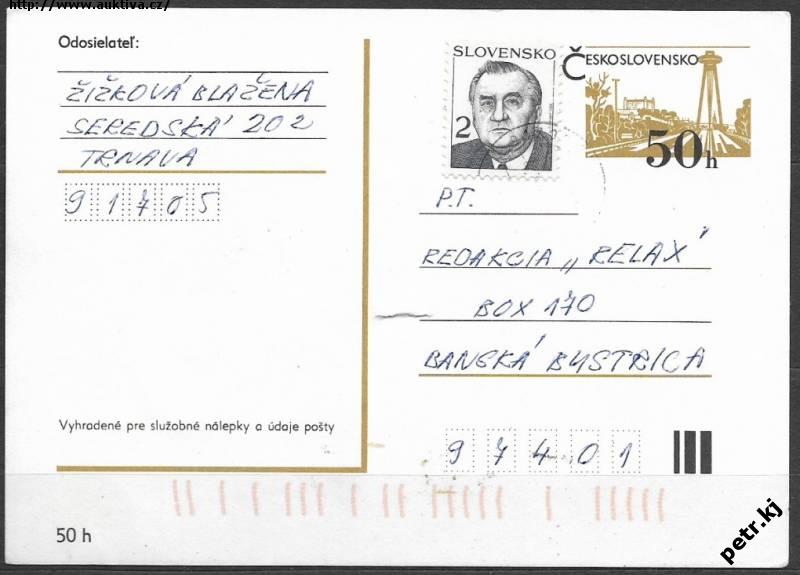 http://www.auktiva.cz/
Odosielateľ:
ŽIŽKOVÁ BLAŽENA
SEREDSKÁ 202
TRNAVA
91705
SLOVENSKO
2
ČESKOSLOVENSKO
50h
P.T.
REDAKCIA „RELAX"
BOX 170
BANSKÁ BYSTRICA
97401
Vyhradené pre služobné nálepky a údaje pošty
50 h
petr.kj